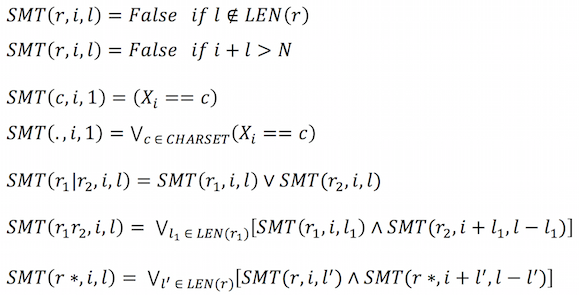 SMT(r, i, l) = False if l ∉ LEN(r)
SMT(r, i, l) = False if i + l > N
SMT(c, i, 1) = (X_i == c)
SMT(., i, 1) = ⋁_{c ∈ CHARSET}(X_i == c)
SMT(r_1|r_2, i, l) = SMT(r_1, i, l) ∨ SMT(r_2, i, l)
SMT(r_1r_2, i, l) = ⋁_{l_1 ∈ LEN(r_1)}[SMT(r_1, i, l_1) ∧ SMT(r_2, i + l_1, l − l_1)]
SMT(r *, i, l) = ⋁_{l' ∈ LEN(r)}[SMT(r, i, l') ∧ SMT(r *, i + l', l − l')]